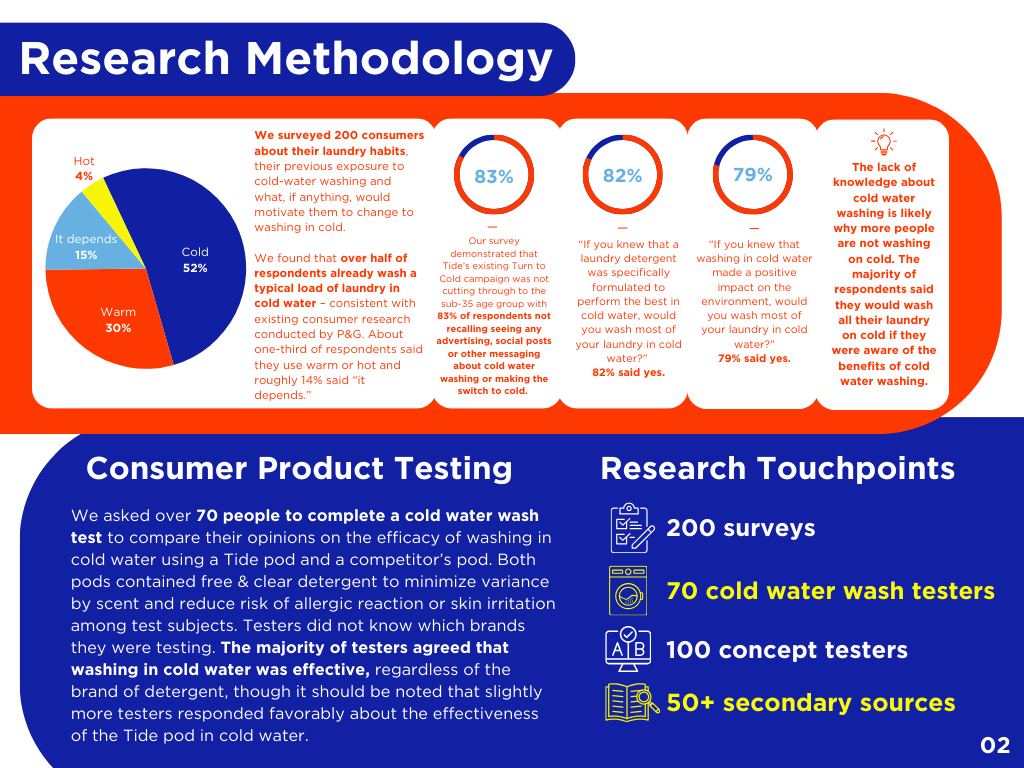 Research Methodology
Hot
4%
It depends
15%
Cold
52%
Warm
30%
We surveyed 200 consumers
about their laundry habits,
their previous exposure to
cold-water washing and
what, if anything, would
motivate them to change to
washing in cold.
We found that over half of
respondents already wash a
typical load of laundry in
cold water – consistent with
existing consumer research
conducted by P&G. About
one-third of respondents said
they use warm or hot and
roughly 14% said "it
depends."
83%
—
Our survey
demonstrated that
Tide's existing Turn to
Cold campaign was not
cutting through to the
sub-35 age group with
83% of respondents not
recalling seeing any
advertising, social posts
or other messaging
about cold water
washing or making the
switch to cold.
82%
—
"If you knew that a
laundry detergent
was specifically
formulated to
perform the best in
cold water, would
you wash most of
your laundry in cold
water?"
82% said yes.
79%
—
"If you knew that
washing in cold water
made a positive
impact on the
environment, would
you wash most of
your laundry in cold
water?"
79% said yes.
The lack of
knowledge about
cold water
washing is likely
why more people
are not washing
on cold. The
majority of
respondents said
they would wash
all their laundry
on cold if they
were aware of the
benefits of cold
water washing.
Consumer Product Testing
We asked over 70 people to complete a cold water wash
test to compare their opinions on the efficacy of washing in
cold water using a Tide pod and a competitor's pod. Both
pods contained free & clear detergent to minimize variance
by scent and reduce risk of allergic reaction or skin irritation
among test subjects. Testers did not know which brands
they were testing. The majority of testers agreed that
washing in cold water was effective, regardless of the
brand of detergent, though it should be noted that slightly
more testers responded favorably about the effectiveness
of the Tide pod in cold water.
Research Touchpoints
200 surveys
70 cold water wash testers
A B
100 concept testers
50+ secondary sources
02